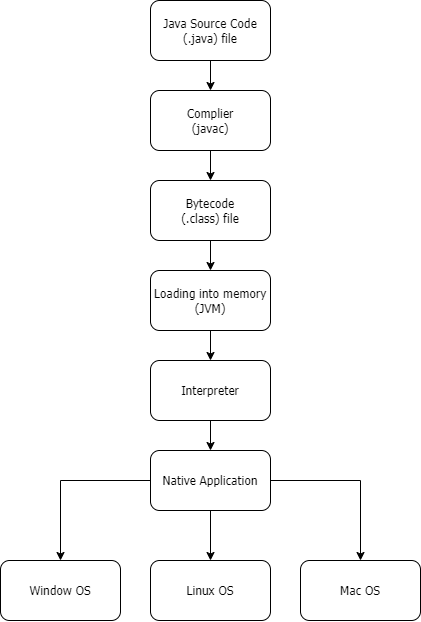 Java Source Code
(.java) file
Complier
(javac)
Bytecode
(.class) file
Loading into memory
(JVM)
Interpreter
Native Application
Window OS
Linux OS
Mac OS